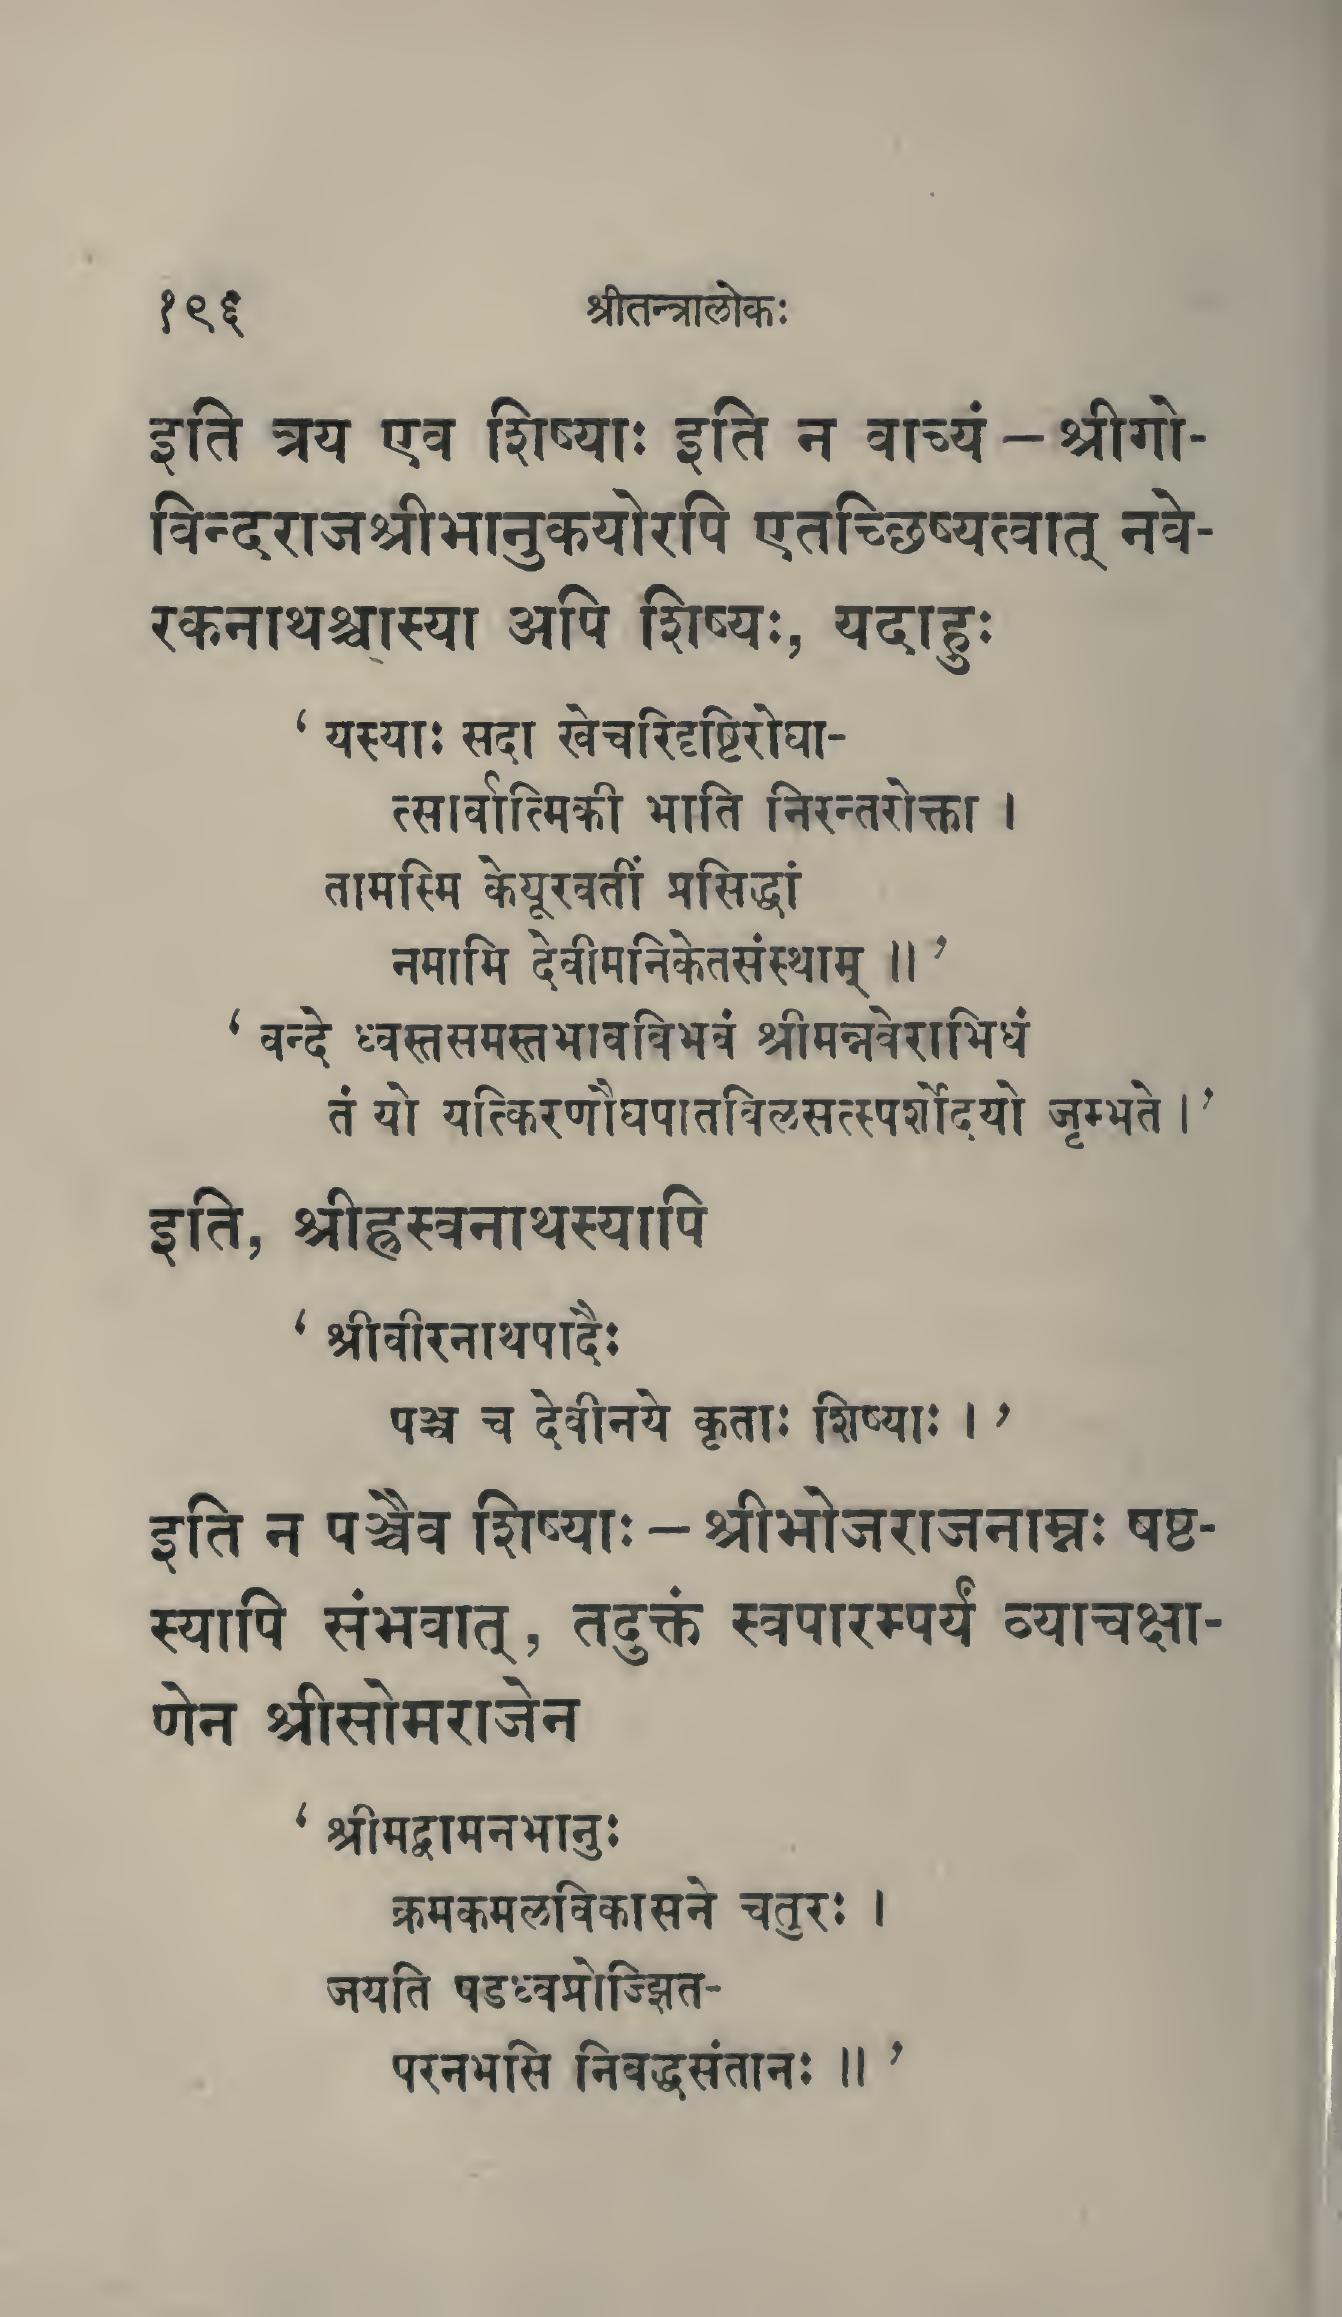 १९६ श्रीतन्त्रालोकः
इति त्रय एव शिष्याः इति न वाच्यं — श्रीगो-
विन्दराजश्रीभानुकयोरपि एतच्छिष्यत्वात् नवे-
रकनाथश्चास्या अपि शिष्यः, यदाहुः
‘ यस्याः सदा खेचरिदृष्टिरोघा-
त्सार्वात्मिकी भाति निरन्तरोक्ता ।
तामस्मि केयूरवतीं प्रसिद्धां
नमामि देवीमनिकेतसंस्थाम् ॥ ’
‘ वन्दे ध्वस्तसमस्तभावविभवं श्रीमन्नवेराभिधं
तं यो यत्किरणौघपातविलसत्स्पर्शोदयो जृम्भते । ’
इति, श्रीह्रस्वनाथस्यापि
‘ श्रीवीरनाथपादैः
पञ्च च देवीनये कृताः शिष्याः । ’
इति न पञ्चैव शिष्याः — श्रीभोजराजनाम्नः षष्ठ-
स्यापि संभवात्, तदुक्तं स्वपारम्पर्यं व्याचक्षा-
णेन श्रीसोमराजेन
‘ श्रीमद्वामनभानुः
क्रमकमलविकासने चतुरः ।
जयति षडध्वप्रोज्झित-
परनभसि निबद्धसंतानः ॥ ’